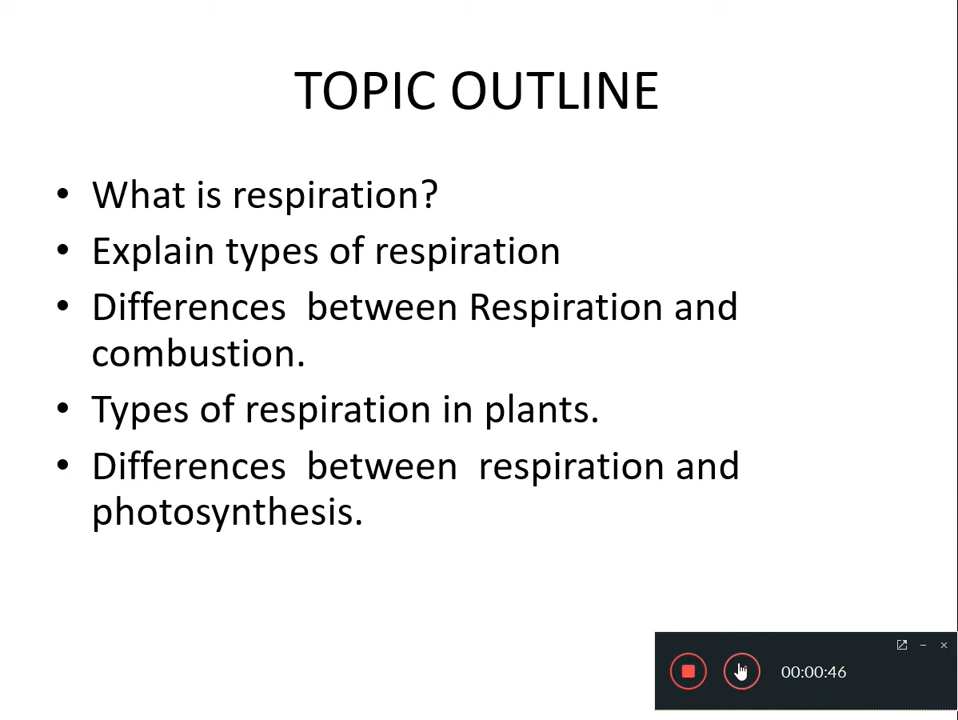 TOPIC OUTLINE
• What is respiration?
• Explain types of respiration
• Differences  between Respiration and
combustion.
• Types of respiration in plants.
• Differences  between  respiration and
photosynthesis.
00:00:46